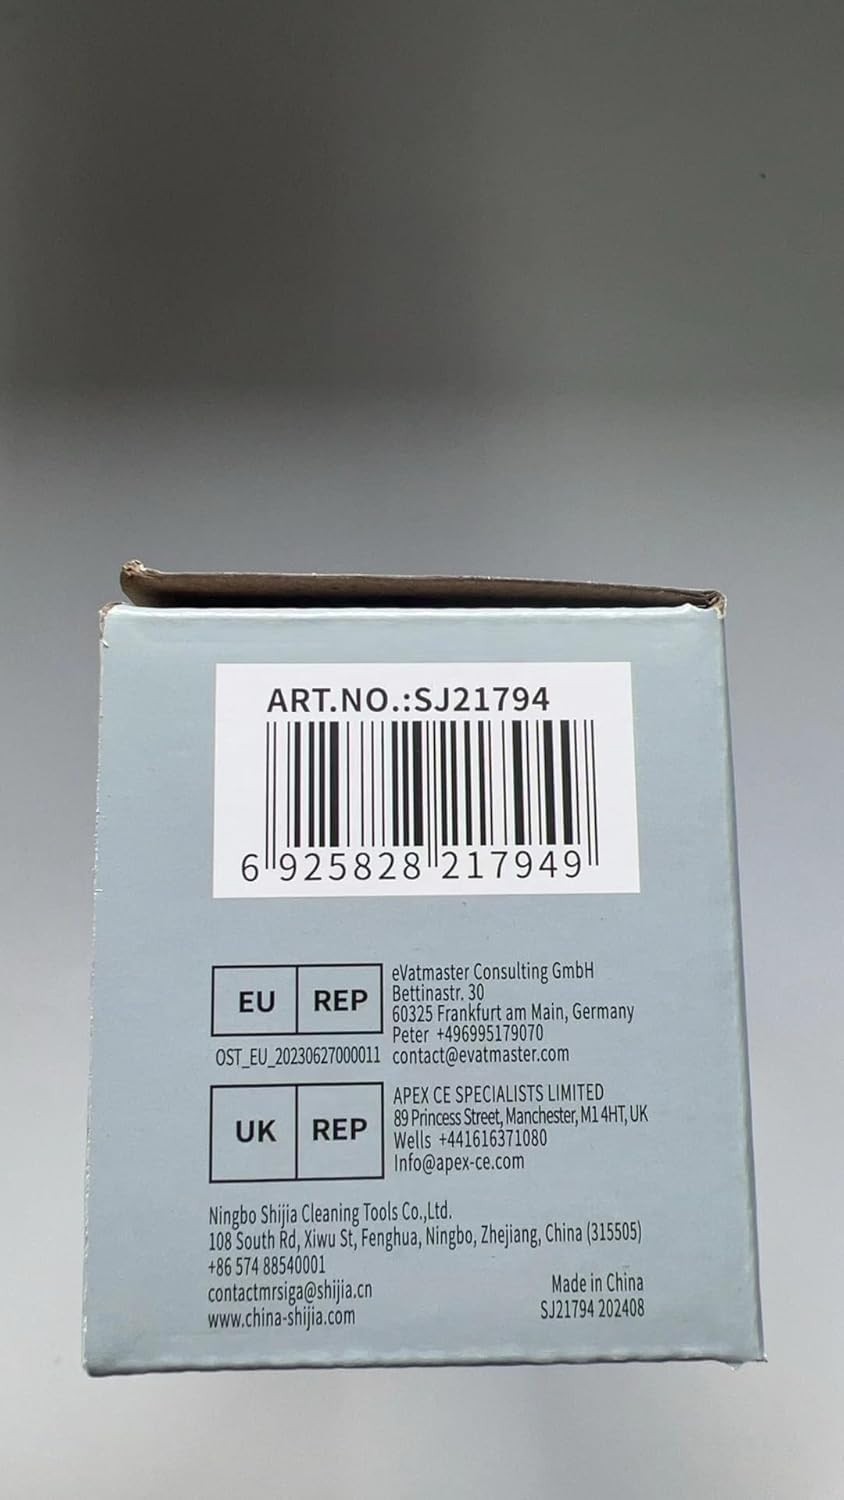 ART.NO.:SJ21794
6 925828 217949
EU REP
OST_EU_20230627000011
eVatmaster Consulting GmbH
Bettinastr. 30
60325 Frankfurt am Main, Germany
Peter +496995179070
contact@evatmaster.com
UK REP
APEX CE SPECIALISTS LIMITED
89 Princess Street, Manchester, M1 4HT, UK
Wells +441616371080
Info@apex-ce.com
Ningbo Shijia Cleaning Tools Co.,Ltd.
108 South Rd, Xiwu St, Fenghua, Ningbo, Zhejiang, China (315505)
+86 574 88540001
contactmrsiga@shijia.cn
www.china-shijia.com
Made in China
SJ21794 202408